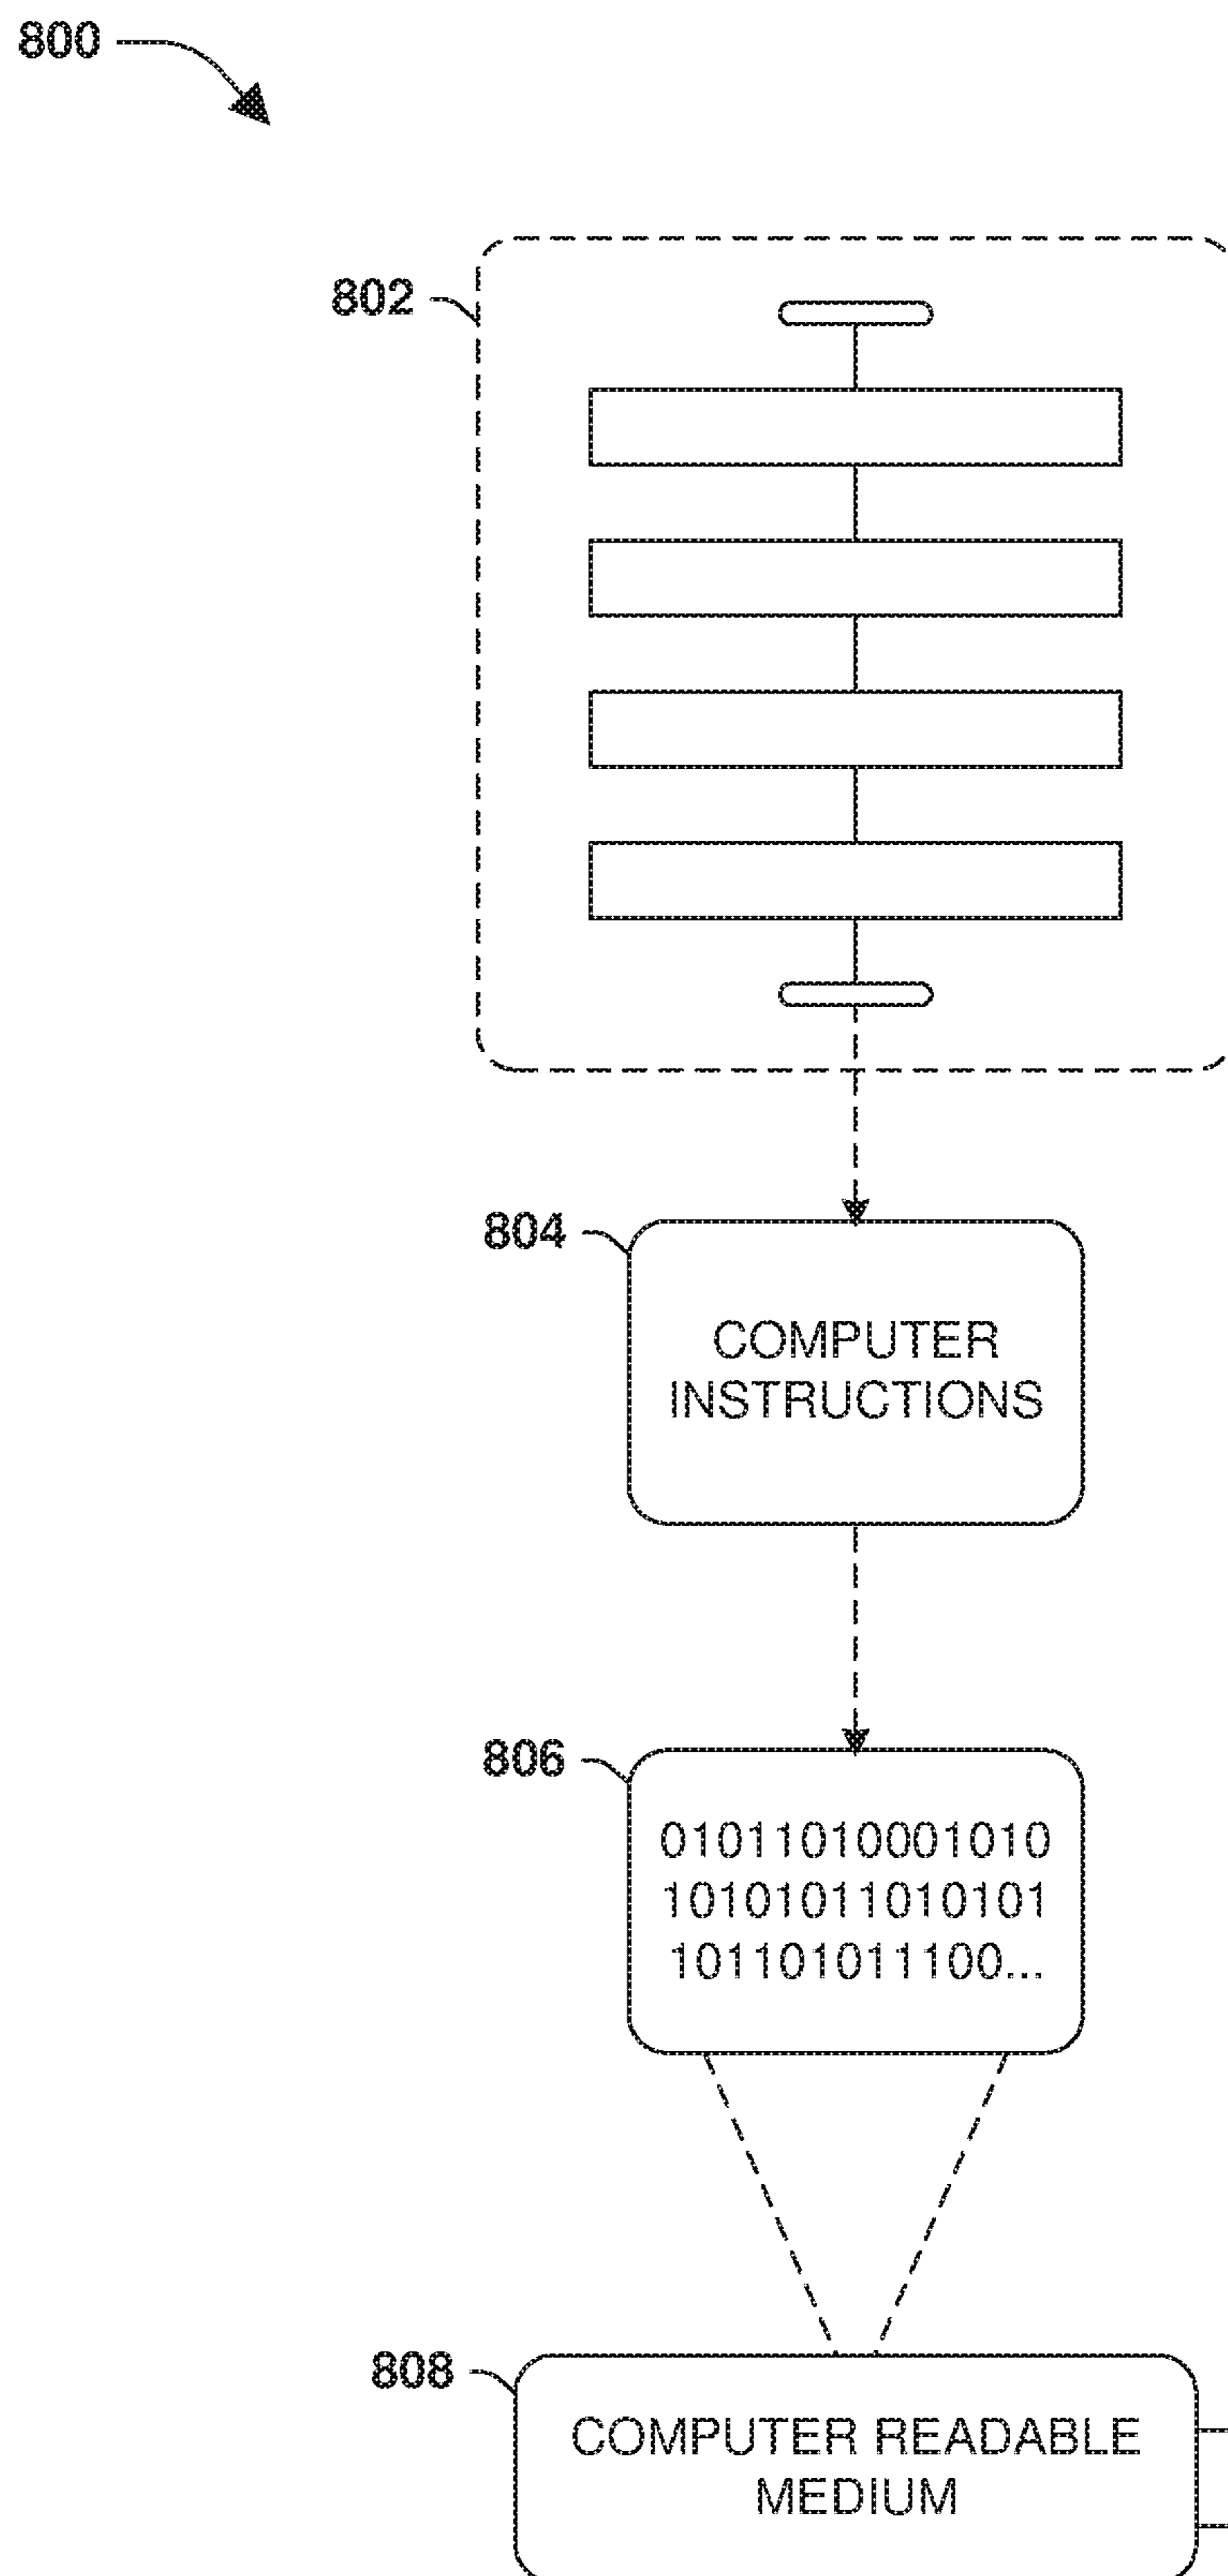 800
802
804
COMPUTER
INSTRUCTIONS
806
01011010001010
10101011010101
101101011100...
808
COMPUTER READABLE
MEDIUM